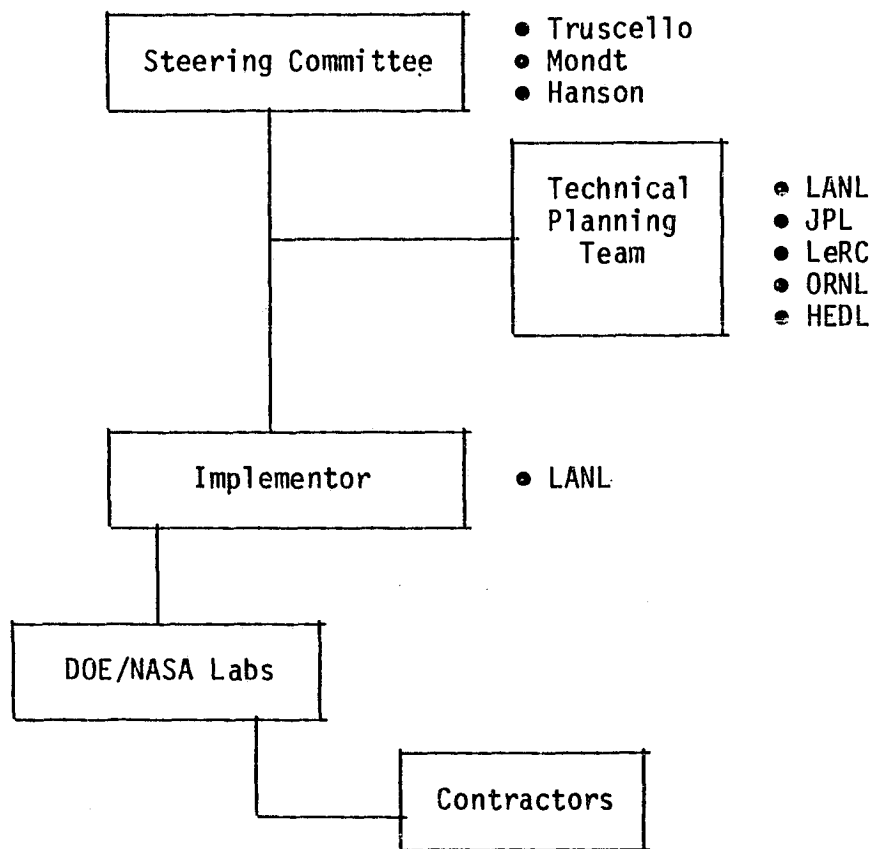 Steering Committee
• Truscello
• Mondt
• Hanson
Technical
Planning
Team
• LANL
• JPL
• LeRC
• ORNL
• HEDL
Implementor
• LANL
DOE/NASA Labs
Contractors